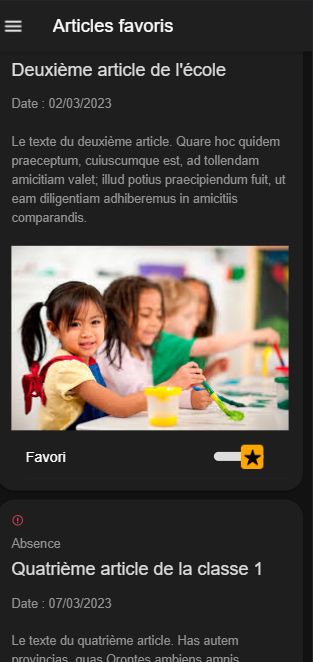 Articles favoris
Deuxième article de l'école
Date : 02/03/2023
Le texte du deuxième article. Quare hoc quidem
praeceptum, cuiuscumque est, ad tollendam
amicitiam valet; illud potius praecipiendum fuit, ut
eam diligentiam adhiberemus in amicitiis
comparandis.
Favori
Absence
Quatrième article de la classe 1
Date : 07/03/2023
Le texte du quatrième article. Has autem
provincias, quas Orontes ambiens amnis